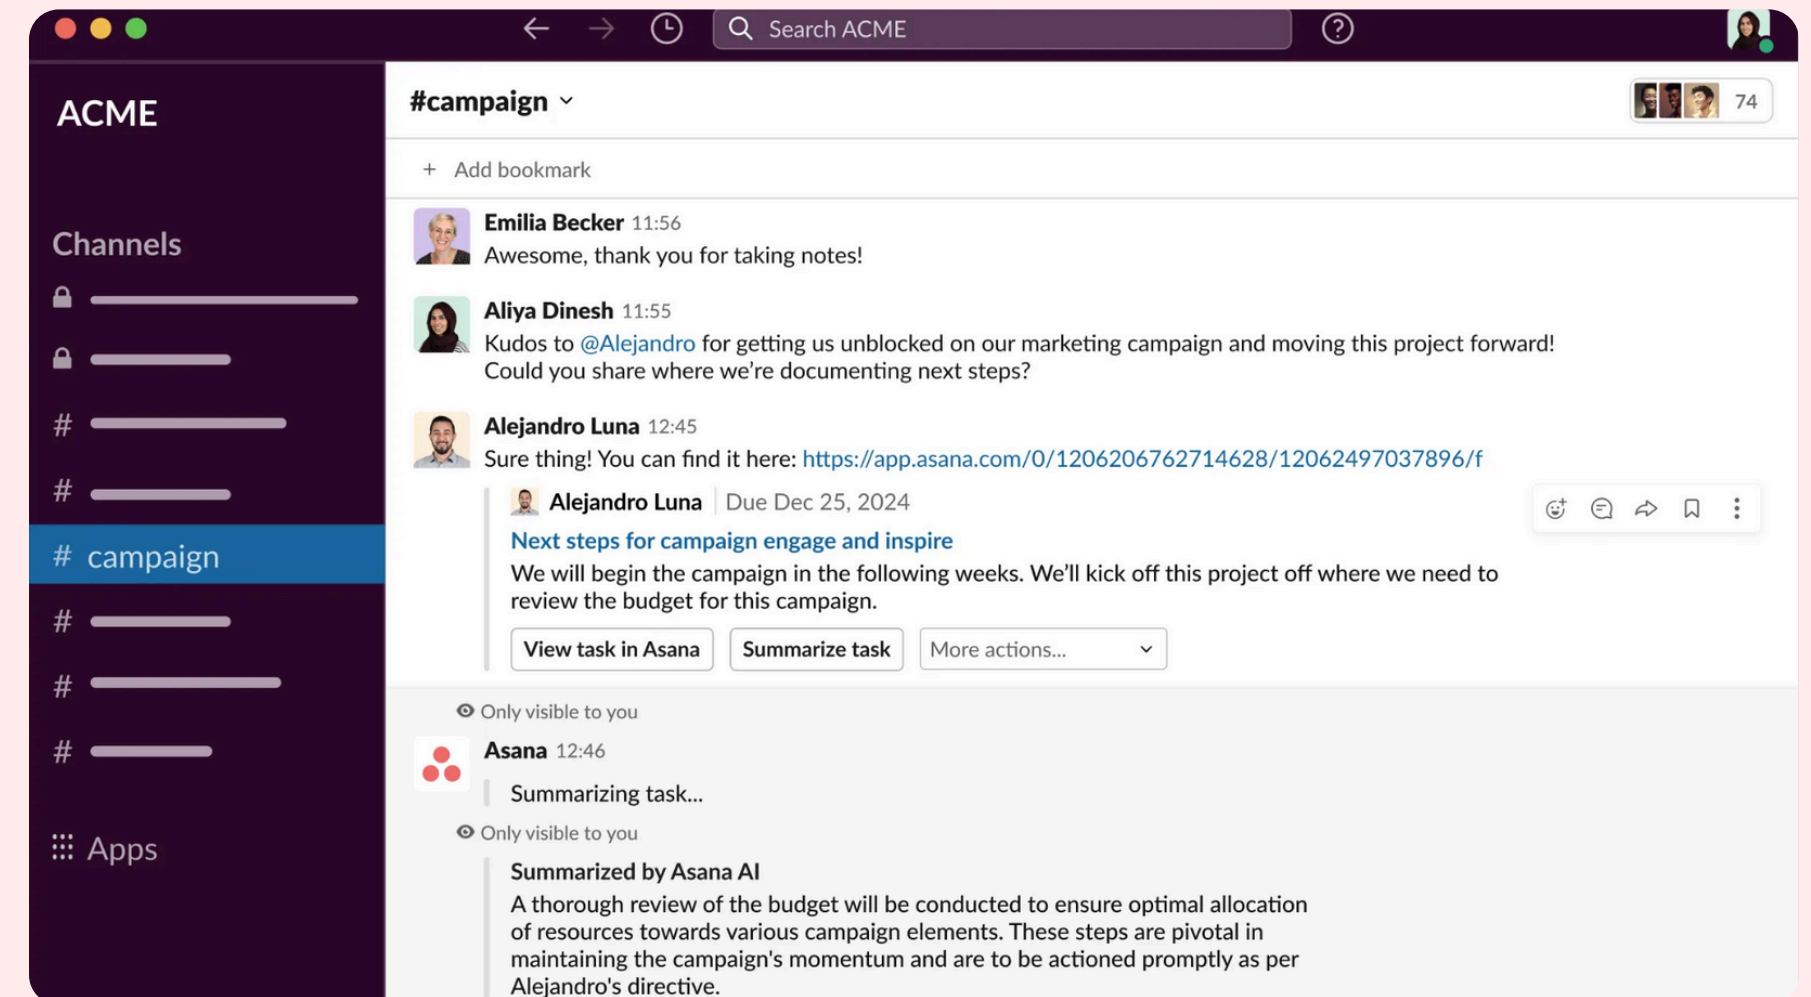 Search ACME
ACME
Channels
# campaign
Apps
#campaign
74
+ Add bookmark
Emilia Becker 11:56
Awesome, thank you for taking notes!
Aliya Dinesh 11:55
Kudos to @Alejandro for getting us unblocked on our marketing campaign and moving this project forward!
Could you share where we’re documenting next steps?
Alejandro Luna 12:45
Sure thing! You can find it here: https://app.asana.com/0/1206206762714628/12062497037896/f
Alejandro Luna Due Dec 25, 2024
Next steps for campaign engage and inspire
We will begin the campaign in the following weeks. We’ll kick off this project off where we need to
review the budget for this campaign.
View task in Asana Summarize task More actions...
Only visible to you
Asana 12:46
Summarizing task...
Only visible to you
Summarized by Asana AI
A thorough review of the budget will be conducted to ensure optimal allocation
of resources towards various campaign elements. These steps are pivotal in
maintaining the campaign's momentum and are to be actioned promptly as per
Alejandro's directive.